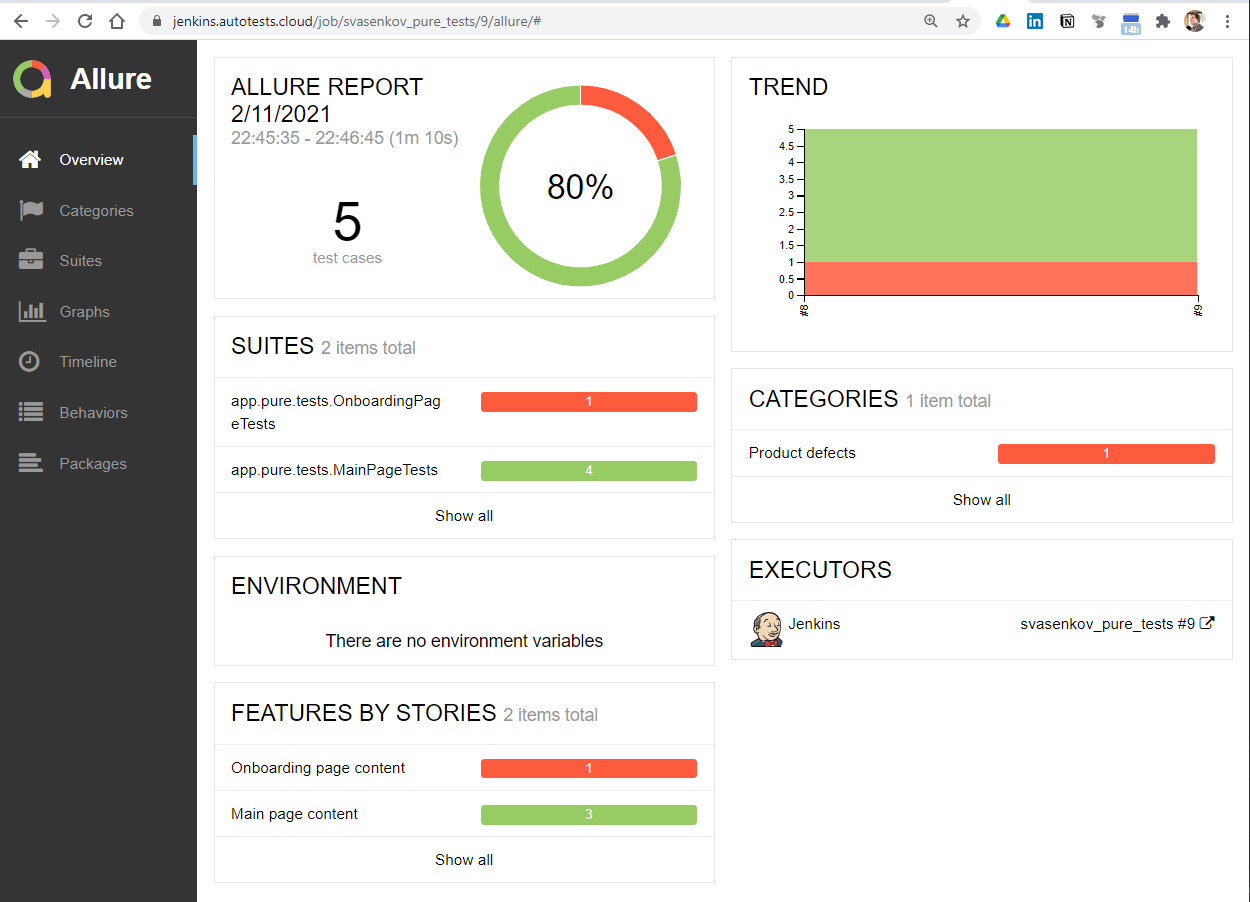 jenkins.autotests.cloud/job/svasenkov_pure_tests/9/allure/#
14h
Allure
Overview
Categories
Suites
Graphs
Timeline
Behaviors
Packages
ALLURE REPORT
2/11/2021
22:45:35 - 22:46:45 (1m 10s)
5
test cases
80%
SUITES 2 items total
app.pure.tests.OnboardingPag
eTests
1
app.pure.tests.MainPageTests
4
Show all
ENVIRONMENT
There are no environment variables
FEATURES BY STORIES 2 items total
Onboarding page content
1
Main page content
3
Show all
TREND
5
4.5
4
3.5
3
2.5
2
1.5
1
0.5
0
#8
#9
CATEGORIES 1 item total
Product defects
1
Show all
EXECUTORS
Jenkins
svasenkov_pure_tests #9